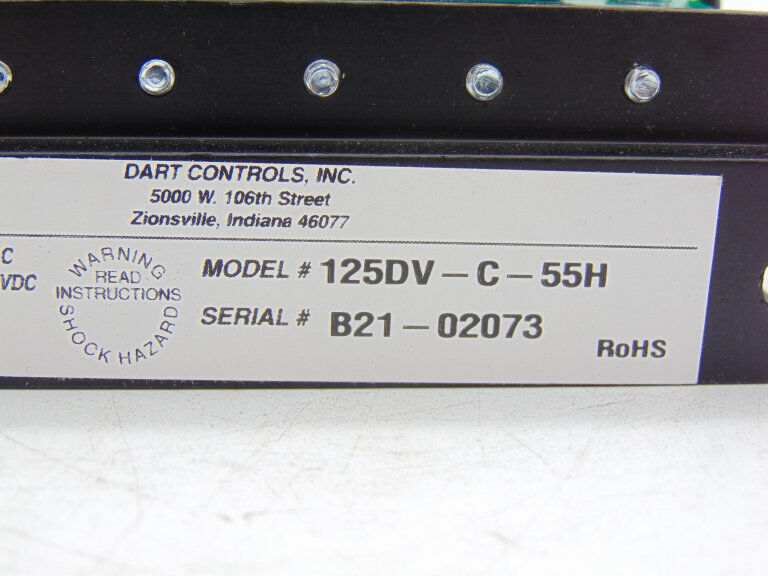 DART CONTROLS, INC.
5000 W. 106th Street
Zionsville, Indiana 46077
C
VDC
WARNING
READ
INSTRUCTIONS
SHOCK HAZARD
MODEL # 125DV-C-55H
SERIAL # B21-02073
RoHS